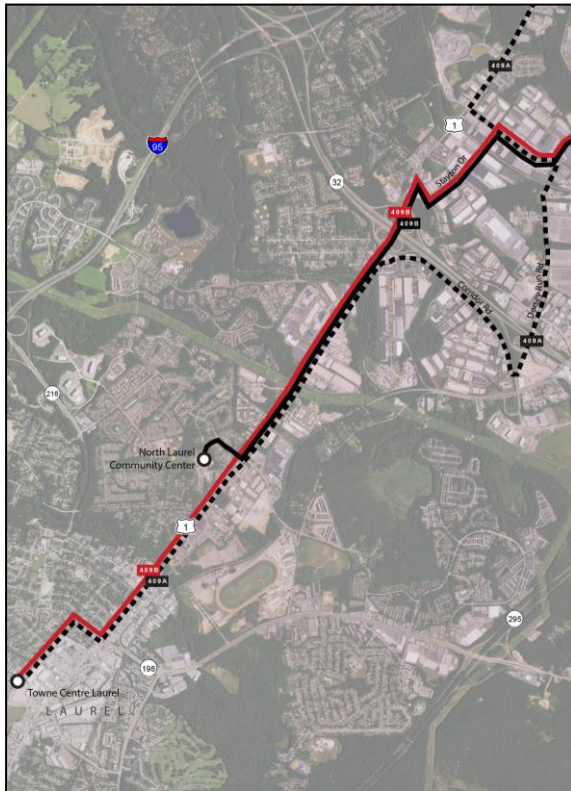 409A
1
95
Stayton Dr
32
409B
409B
Corridor Rd
Dorsey Run Rd
409A
216
North Laurel
Community Center
1
409B
409A
295
198
Towne Centre Laurel
LAUREL